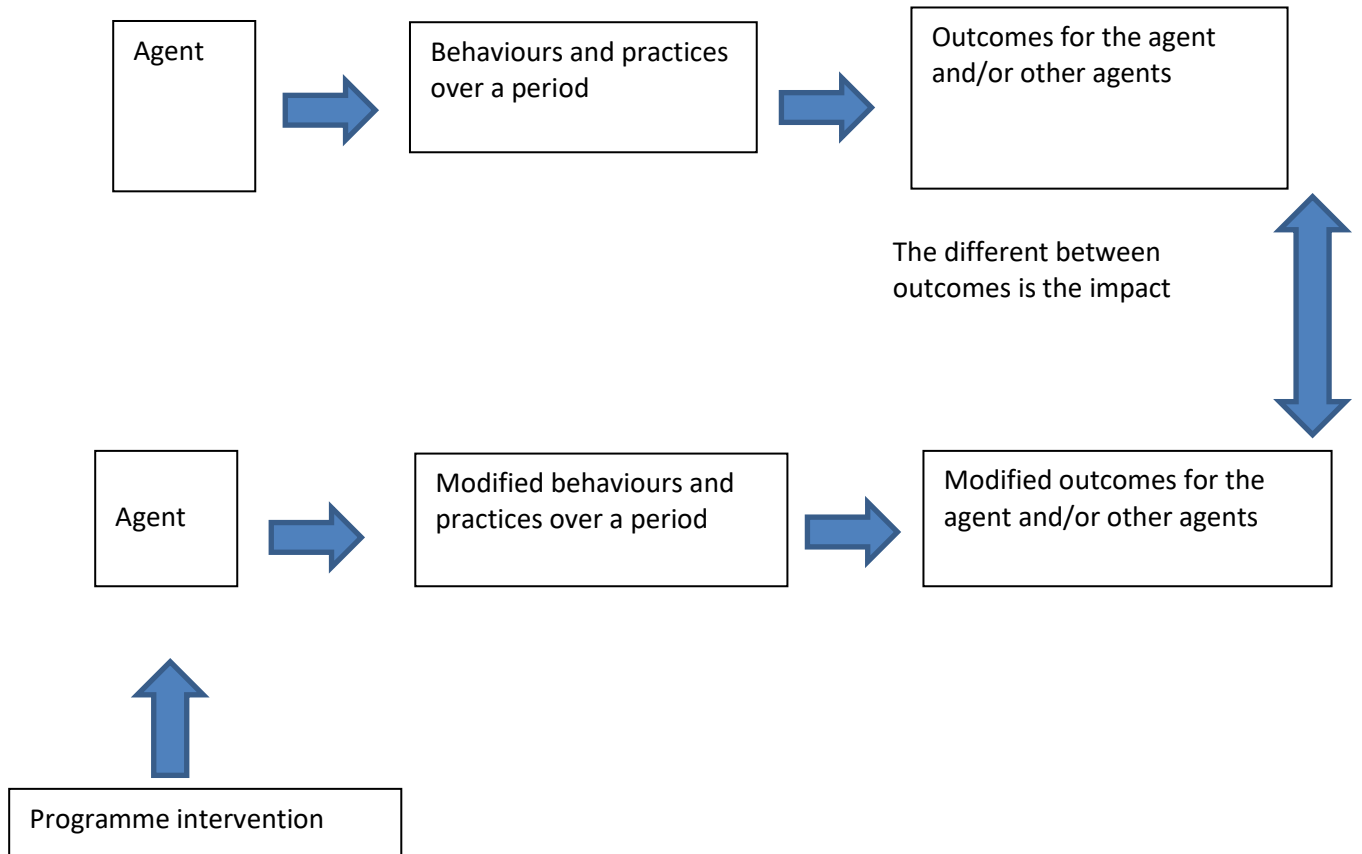 Agent
Behaviours and practices
over a period
Outcomes for the agent
and/or other agents
The different between
outcomes is the impact
Agent
Modified behaviours and
practices over a period
Modified outcomes for the
agent and/or other agents
Programme intervention